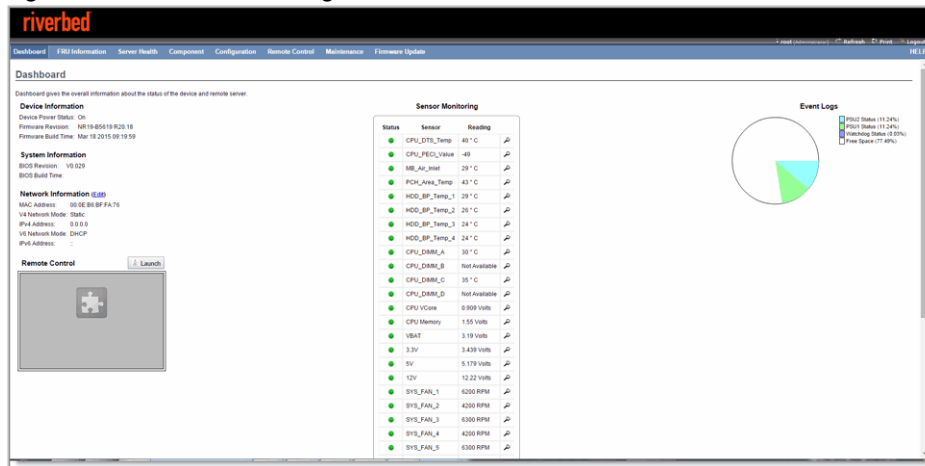 riverbed
root (Administrator) Refresh Print Logout
Dashboard FRU Information Server Health Component Configuration Remote Control Maintenance Firmware Update HELP
Dashboard
Dashboard gives the overall information about the status of the device and remote server.
Device Information
Device Power Status: On
Firmware Revision: NR19-B5619-R20.16
Firmware Build Time: Mar 18 2015 09:19:59
System Information
BIOS Revision: V0.029
BIOS Build Time:
Network Information (Edit)
MAC Address: 00:0E:B6:BF:FA:76
V4 Network Mode: Static
IPv4 Address: 0.0.0.0
V6 Network Mode: DHCP
IPv6 Address: ::
Remote Control Launch
Sensor Monitoring
Status Sensor Reading
CPU_DTS_Temp 40 ° C
CPU_PECI_Value -49
MB_Air_Inlet 29 ° C
PCH_Area_Temp 43 ° C
HDD_BP_Temp_1 29 ° C
HDD_BP_Temp_2 26 ° C
HDD_BP_Temp_3 24 ° C
HDD_BP_Temp_4 24 ° C
CPU_DIMM_A 30 ° C
CPU_DIMM_B Not Available
CPU_DIMM_C 35 ° C
CPU_DIMM_D Not Available
CPU VCore 0.909 Volts
CPU Memory 1.55 Volts
VBAT 3.19 Volts
3.3V 3.439 Volts
5V 5.179 Volts
12V 12.22 Volts
SYS_FAN_1 6200 RPM
SYS_FAN_2 4200 RPM
SYS_FAN_3 6300 RPM
SYS_FAN_4 4200 RPM
SYS_FAN_5 6300 RPM
Event Logs
PSU2 Status (11.24%)
PSU1 Status (11.24%)
Watchdog Status (0.03%)
Free Space (77.49%)